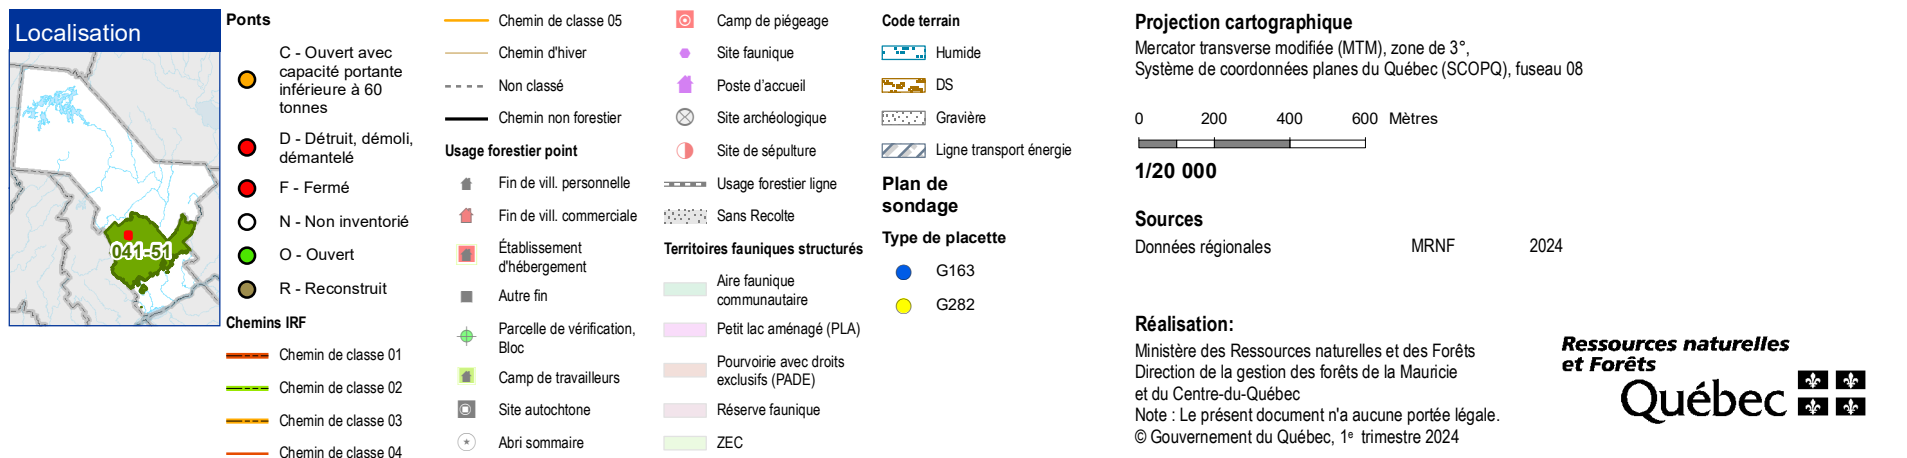 Localisation
041-51
Ponts
C - Ouvert avec
capacité portante
inférieure à 60
tonnes
D - Détruit, démoli,
démantelé
F - Fermé
N - Non inventorié
O - Ouvert
R - Reconstruit
Chemins IRF
Chemin de classe 01
Chemin de classe 02
Chemin de classe 03
Chemin de classe 04
Chemin de classe 05
Chemin d'hiver
Non classé
Chemin non forestier
Usage forestier point
Fin de vill. personnelle
Fin de vill. commerciale
Établissement
d'hébergement
Autre fin
Parcelle de vérification,
Bloc
Camp de travailleurs
Site autochtone
Abri sommaire
Camp de piégeage
Site faunique
Poste d'accueil
Site archéologique
Site de sépulture
Usage forestier ligne
Sans Recolte
Territoires fauniques structurés
Aire faunique
communautaire
Petit lac aménagé (PLA)
Pourvoirie avec droits
exclusifs (PADE)
Réserve faunique
ZEC
Code terrain
Humide
DS
Gravière
Ligne transport énergie
Plan de
sondage
Type de placette
G163
G282
Projection cartographique
Mercator transverse modifiée (MTM), zone de 3°,
Système de coordonnées planes du Québec (SCOPQ), fuseau 08
0 200 400 600 Mètres
1/20 000
Sources
Données régionales MRNF 2024
Réalisation:
Ministère des Ressources naturelles et des Forêts
Direction de la gestion des forêts de la Mauricie
et du Centre-du-Québec
Note : Le présent document n'a aucune portée légale.
© Gouvernement du Québec, 1e trimestre 2024
Ressources naturelles
et Forêts
Québec